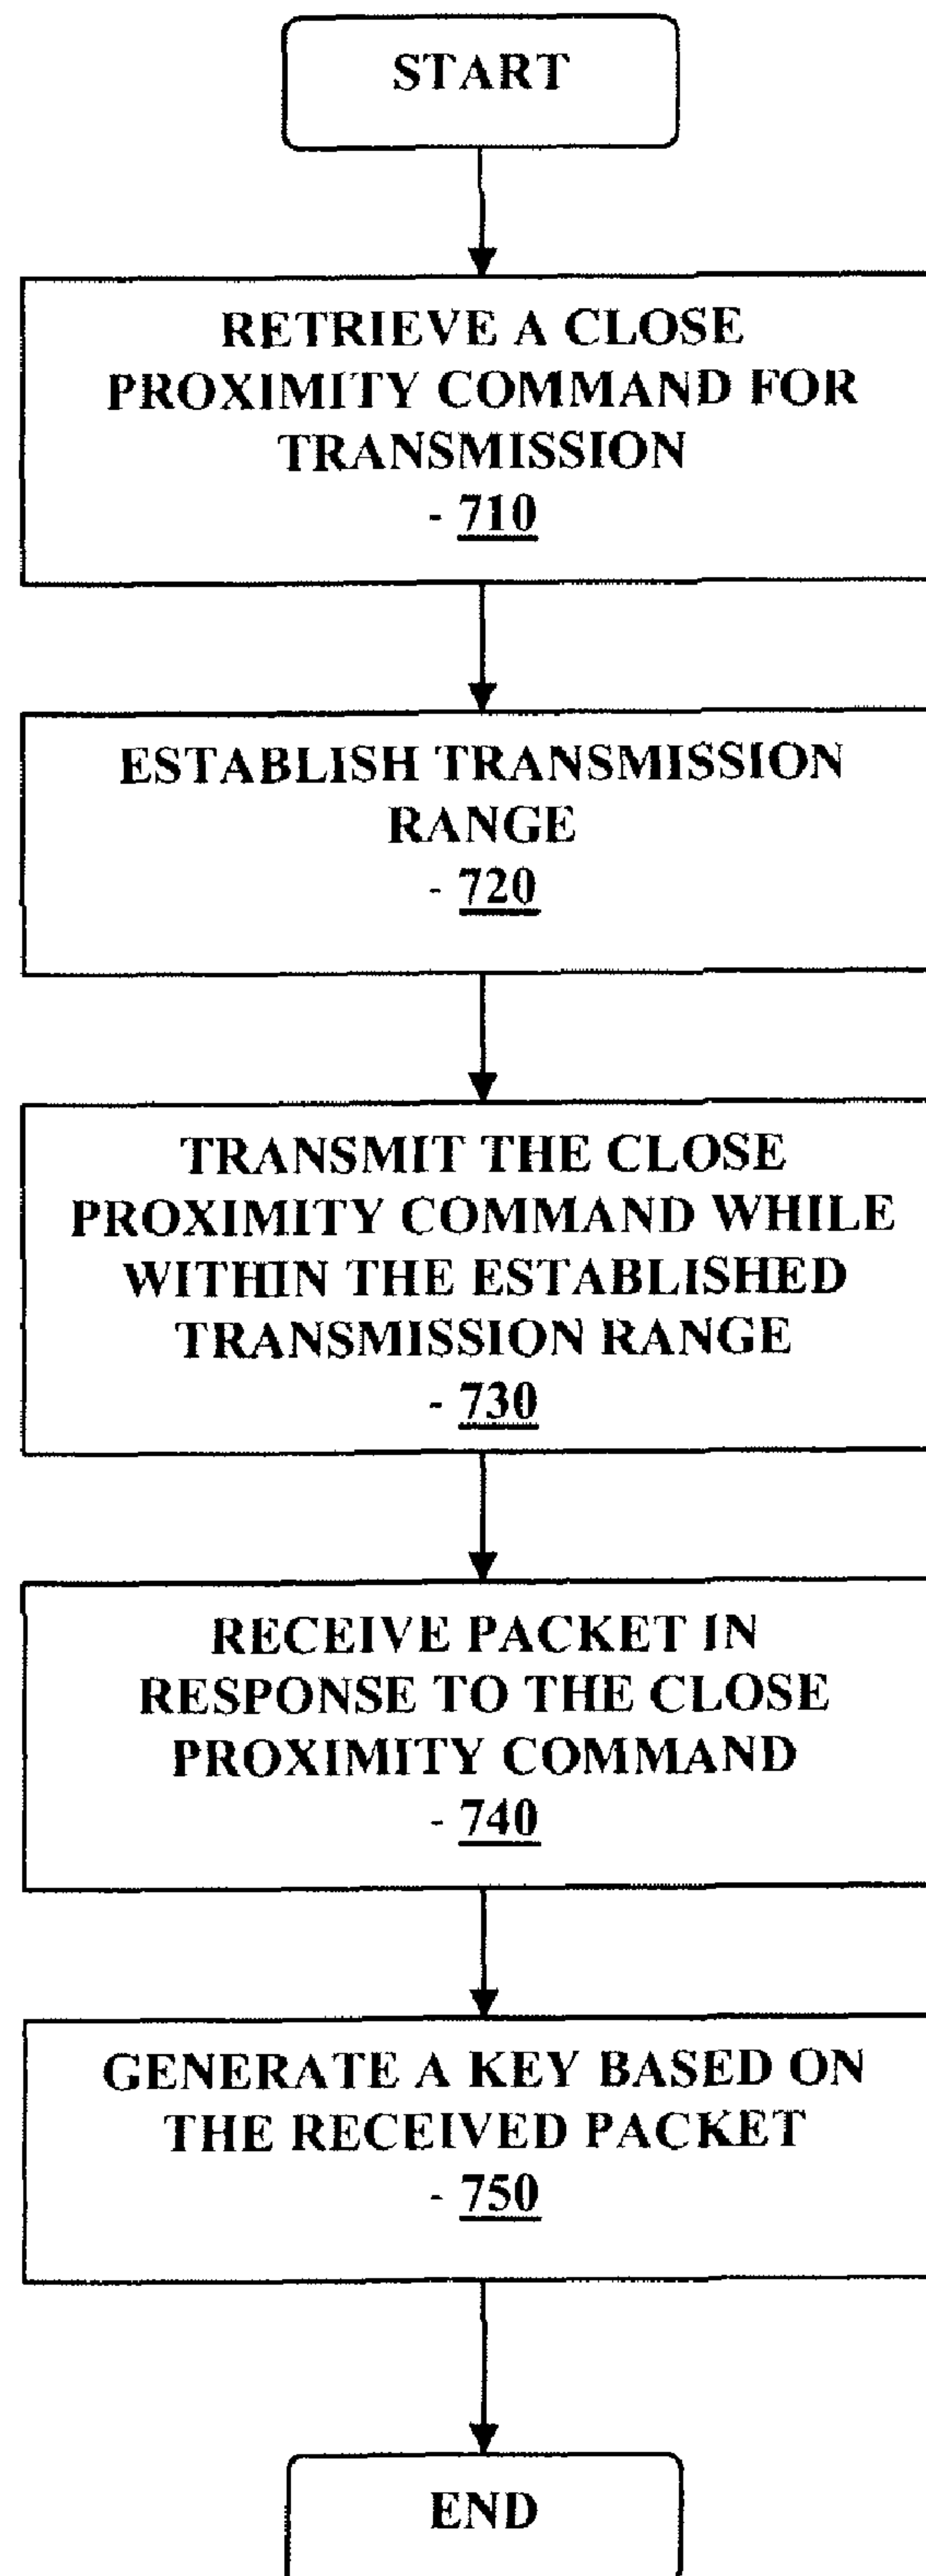 START
RETRIEVE A CLOSE
PROXIMITY COMMAND FOR
TRANSMISSION
- 710
ESTABLISH TRANSMISSION
RANGE
- 720
TRANSMIT THE CLOSE
PROXIMITY COMMAND WHILE
WITHIN THE ESTABLISHED
TRANSMISSION RANGE
- 730
RECEIVE PACKET IN
RESPONSE TO THE CLOSE
PROXIMITY COMMAND
- 740
GENERATE A KEY BASED ON
THE RECEIVED PACKET
- 750
END